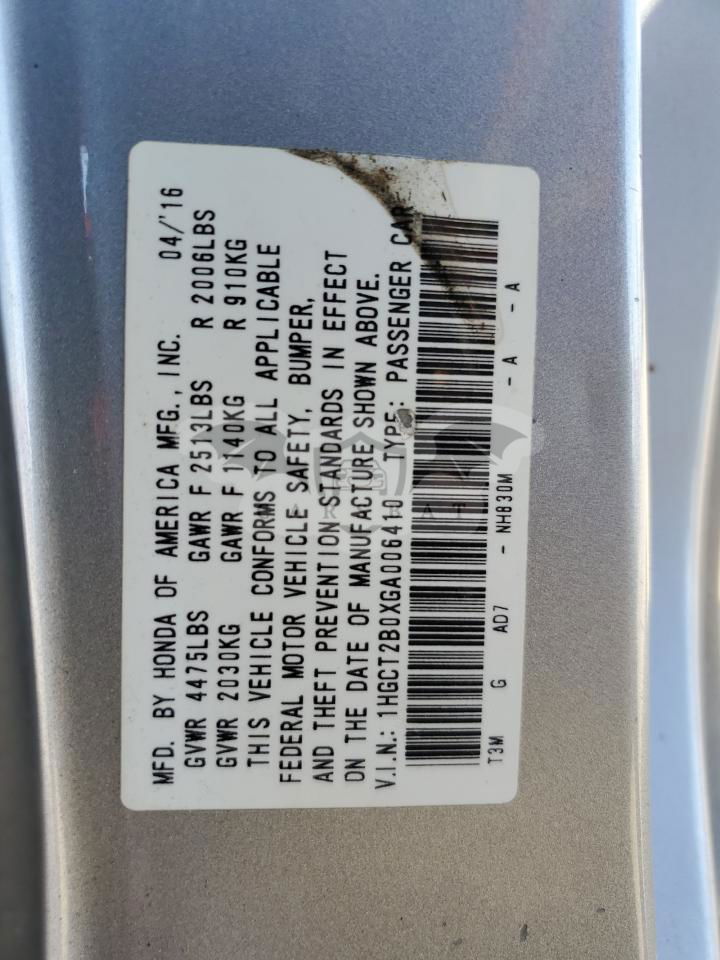 MFD. BY HONDA OF AMERICA MFG., INC. 04/'16
GVWR 4475LBS GAWR F 2513LBS R 2006LBS
GVWR 2030KG GAWR F 1140KG R 910KG
THIS VEHICLE CONFORMS TO ALL APPLICABLE
FEDERAL MOTOR VEHICLE SAFETY, BUMPER,
AND THEFT PREVENTION STANDARDS IN EFFECT
ON THE DATE OF MANUFACTURE SHOWN ABOVE.
V.I.N.: 1HGCT2B0XGA006410 TYPE: PASSENGER CAR
T3M G AD7 - NH830M - A - A